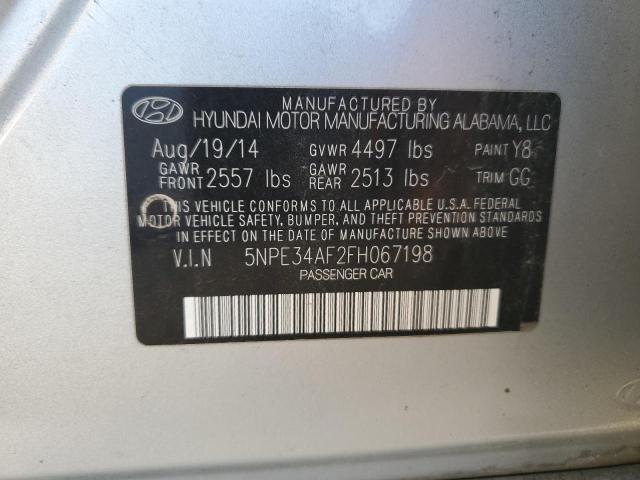 MANUFACTURED BY
HYUNDAI MOTOR MANUFACTURING ALABAMA, LLC
Aug/19/14 GVWR 4497 lbs PAINT Y8
GAWR FRONT 2557 lbs GAWR REAR 2513 lbs TRIM GG
THIS VEHICLE CONFORMS TO ALL APPLICABLE U.S.A. FEDERAL
MOTOR VEHICLE SAFETY, BUMPER, AND THEFT PREVENTION STANDARDS
IN EFFECT ON THE DATE OF MANUFACTURE SHOWN ABOVE
V.I.N 5NPE34AF2FH067198
PASSENGER CAR